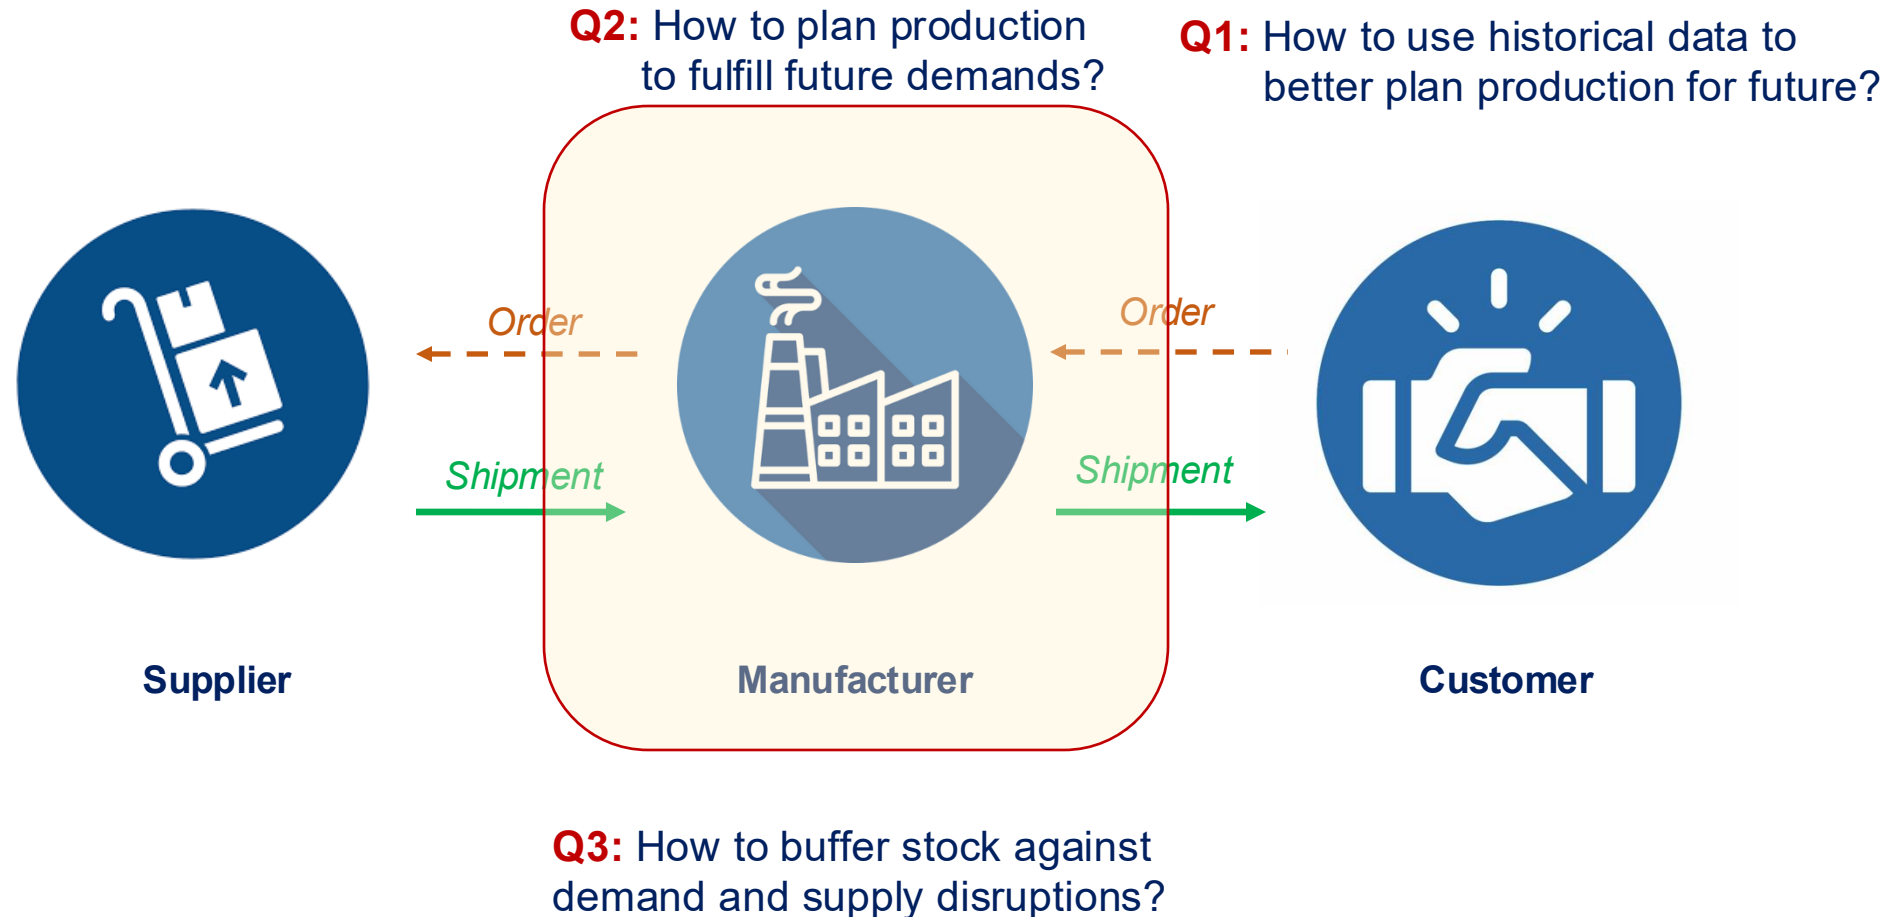 Q2: How to plan production
to fulfill future demands?
Q1: How to use historical data to
better plan production for future?
Order
Order
Shipment
Shipment
Supplier
Manufacturer
Customer
Q3: How to buffer stock against
demand and supply disruptions?